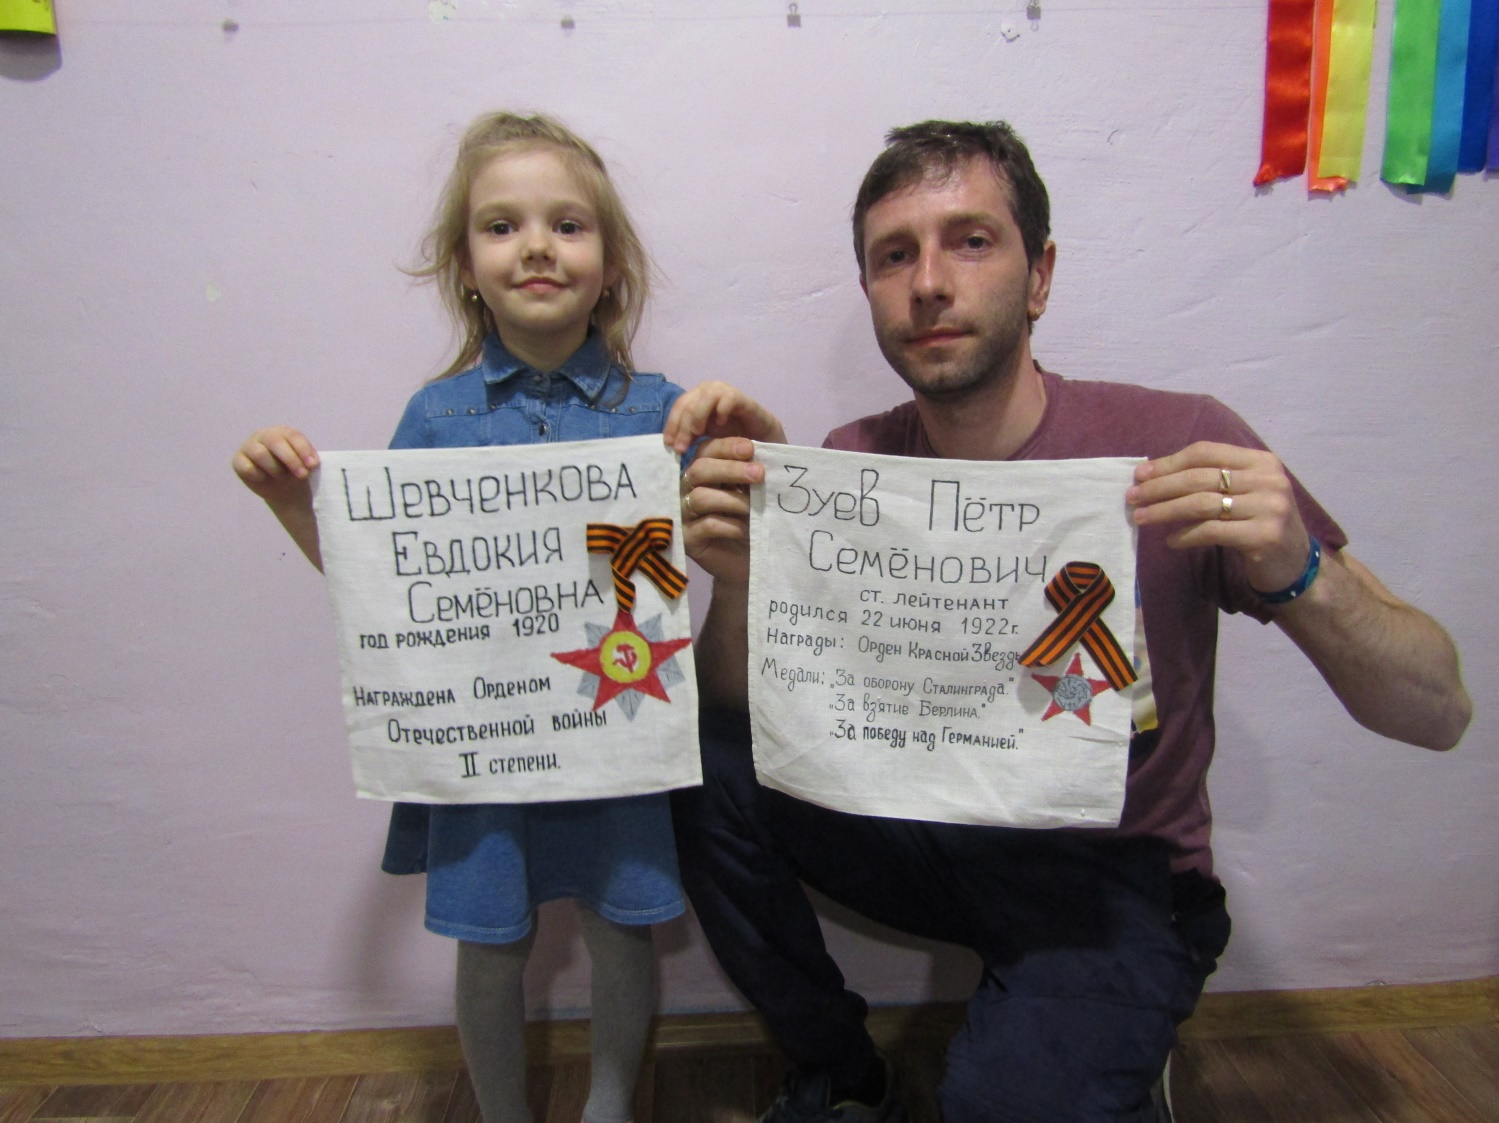 Шевченкова
Евдокия
Семёновна
год рождения 1920
Награждена Орденом
Отечественной войны
II степени.
Зуев Пётр
Семёнович
ст. лейтенант
родился 22 июня 1922г.
Награды: Орден Красной Звезды
Медали: „За оборону Сталинграда."
„За взятие Берлина."
„За победу над Германией."